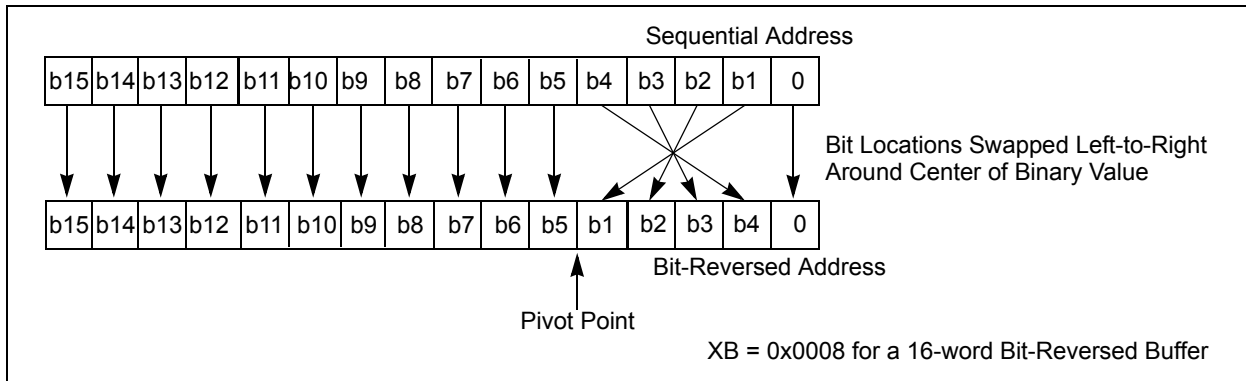 Sequential Address
b15 b14 b13 b12 b11 b10 b9 b8 b7 b6 b5 b4 b3 b2 b1 0
Bit Locations Swapped Left-to-Right
Around Center of Binary Value
b15 b14 b13 b12 b11 b10 b9 b8 b7 b6 b5 b1 b2 b3 b4 0
Bit-Reversed Address
Pivot Point
XB = 0x0008 for a 16-word Bit-Reversed Buffer